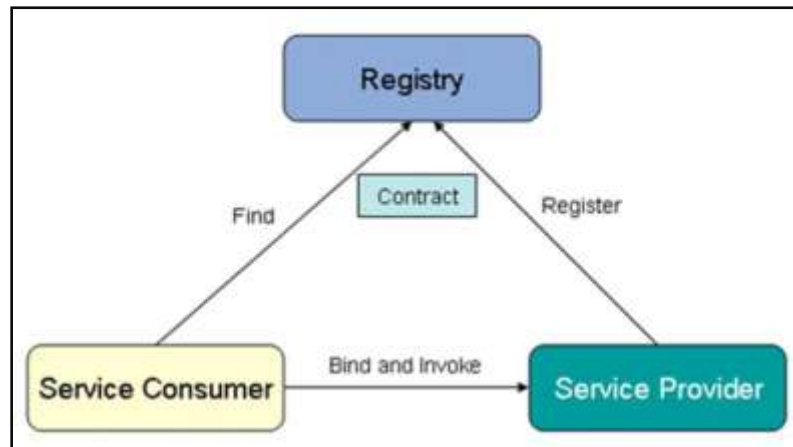 Registry
Contract
Find
Register
Bind and Invoke
Service Consumer
Service Provider